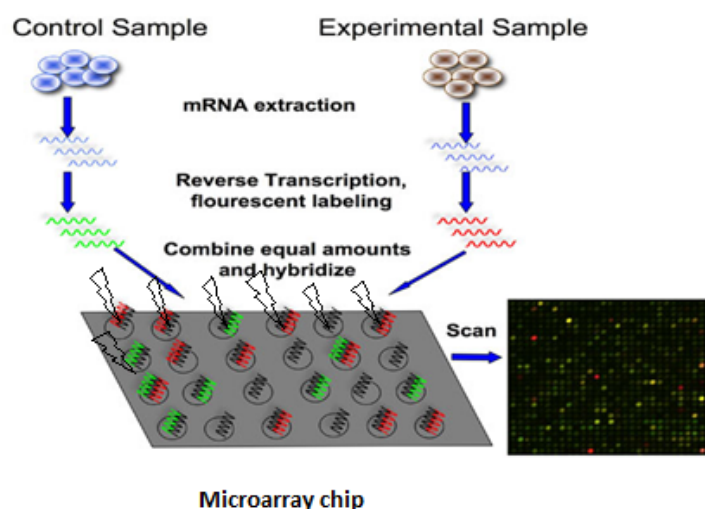 Control Sample
Experimental Sample
mRNA extraction
Reverse Transcription,
flourescent labeling
Combine equal amounts
and hybridize
Scan
Microarray chip